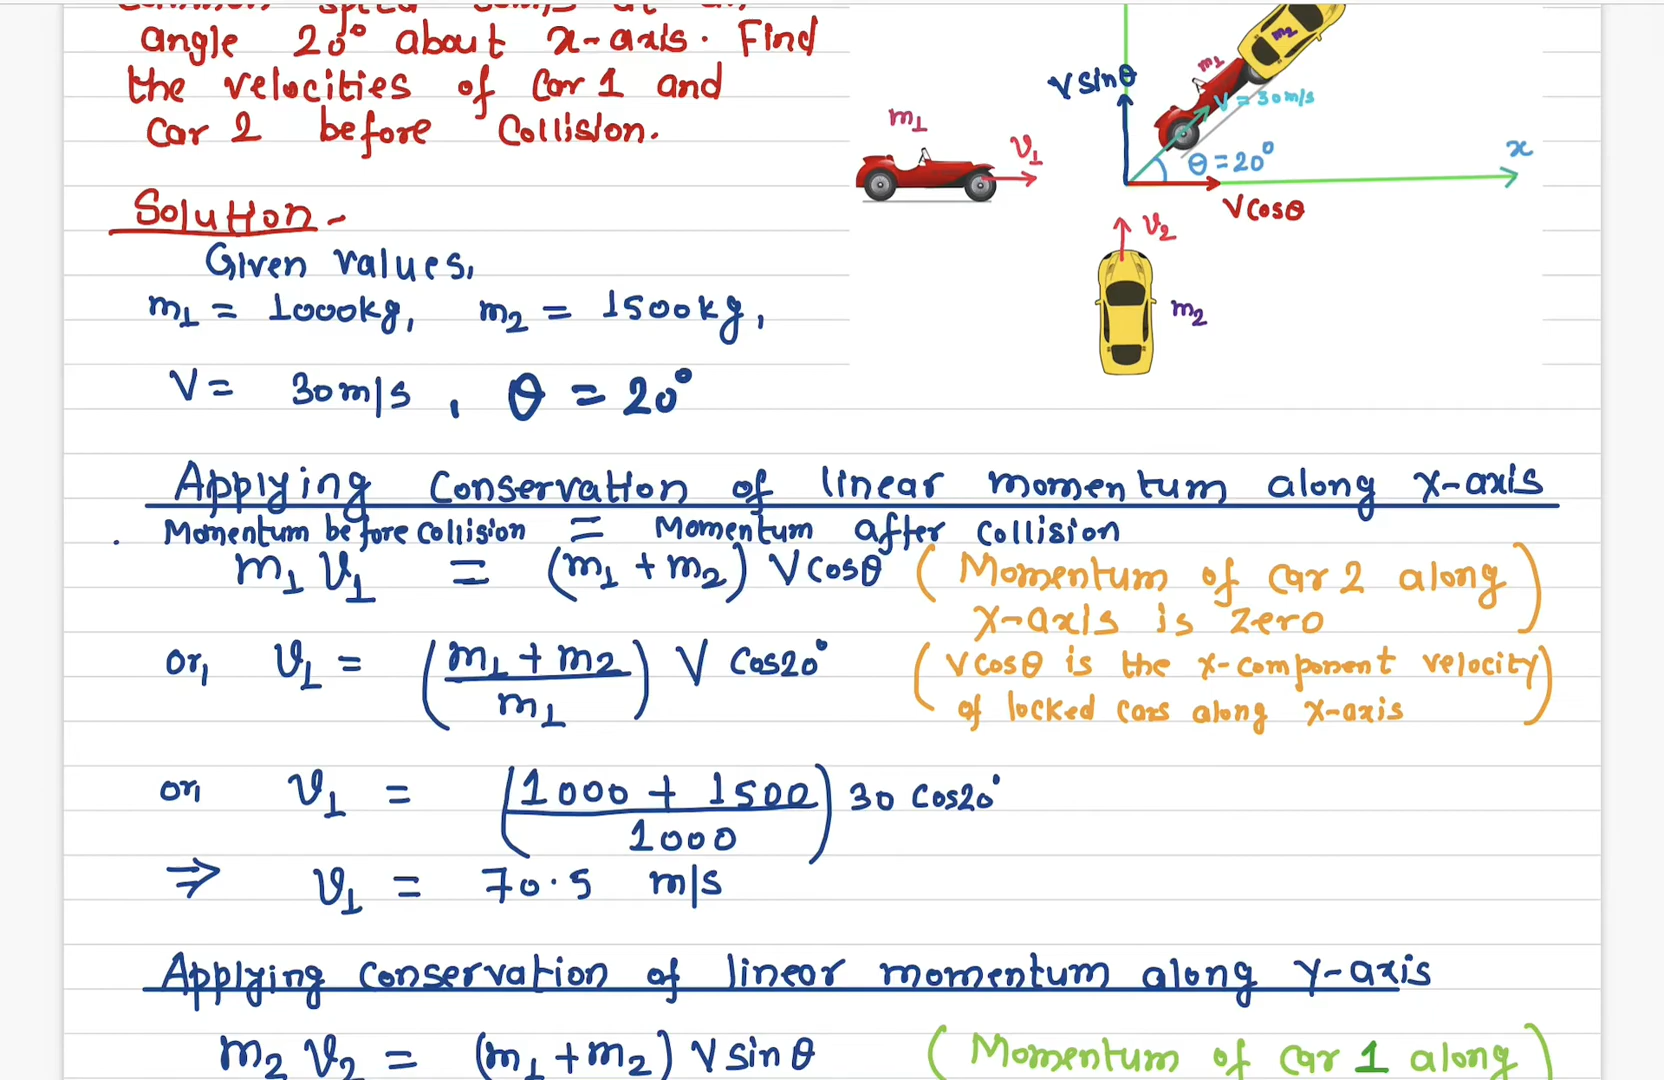 angle 20° about x-axis. Find
the velocities of Car 1 and
Car 2 before Collision.
Solution -
Given values,
m1 = 1000kg, m2 = 1500kg,
V = 30m/s , θ = 20°
m2
m1
V = 30m/s
V sinθ
θ = 20°
x
V cosθ
m1
v1
v2
m2
Applying Conservation of linear momentum along X-axis
Momentum before collision = Momentum after collision
m1 v1 = (m1 + m2) V cosθ (Momentum of car 2 along X-axis is zero)
or, v1 = (m1 + m2 / m1) V Cos20° (V cosθ is the x-component velocity of locked cars along X-axis)
or, v1 = (1000 + 1500 / 1000) 30 Cos20°
⇒ v1 = 70.5 m/s
Applying conservation of linear momentum along Y-axis
m2 v2 = (m1 + m2) V sinθ (Momentum of car 1 along)